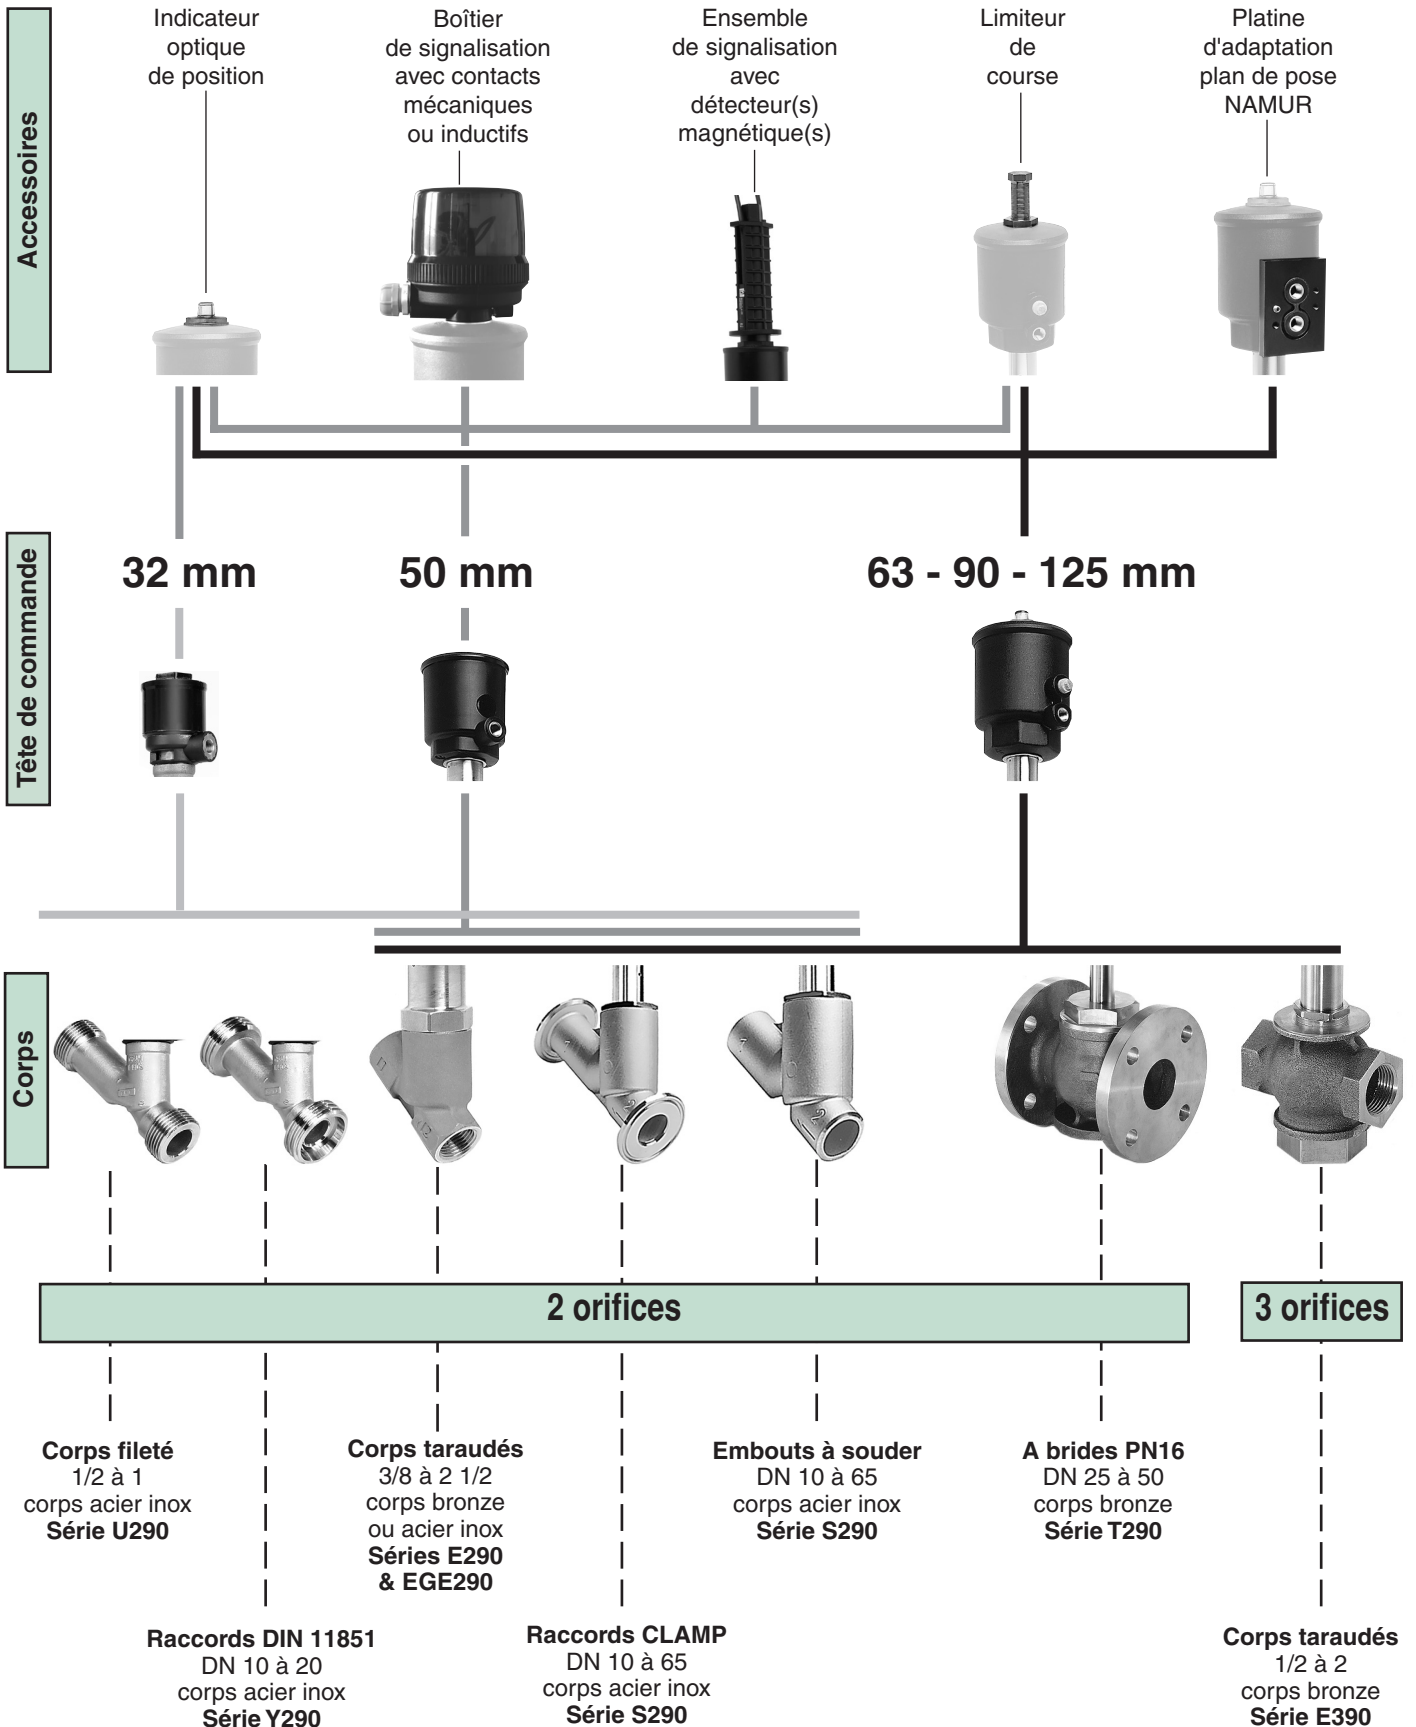 Accessoires
Indicateur
optique
de position
Boîtier
de signalisation
avec contacts
mécaniques
ou inductifs
Ensemble
de signalisation
avec
détecteur(s)
magnétique(s)
Limiteur
de
course
Platine
d'adaptation
plan de pose
NAMUR
Tête de commande
32 mm
50 mm
63 - 90 - 125 mm
Corps
2 orifices
3 orifices
Corps fileté
1/2 à 1
corps acier inox
Série U290
Raccords DIN 11851
DN 10 à 20
corps acier inox
Série Y290
Corps taraudés
3/8 à 2 1/2
corps bronze
ou acier inox
Séries E290
& EGE290
Raccords CLAMP
DN 10 à 65
corps acier inox
Série S290
Embouts à souder
DN 10 à 65
corps acier inox
Série S290
A brides PN16
DN 25 à 50
corps bronze
Série T290
Corps taraudés
1/2 à 2
corps bronze
Série E390